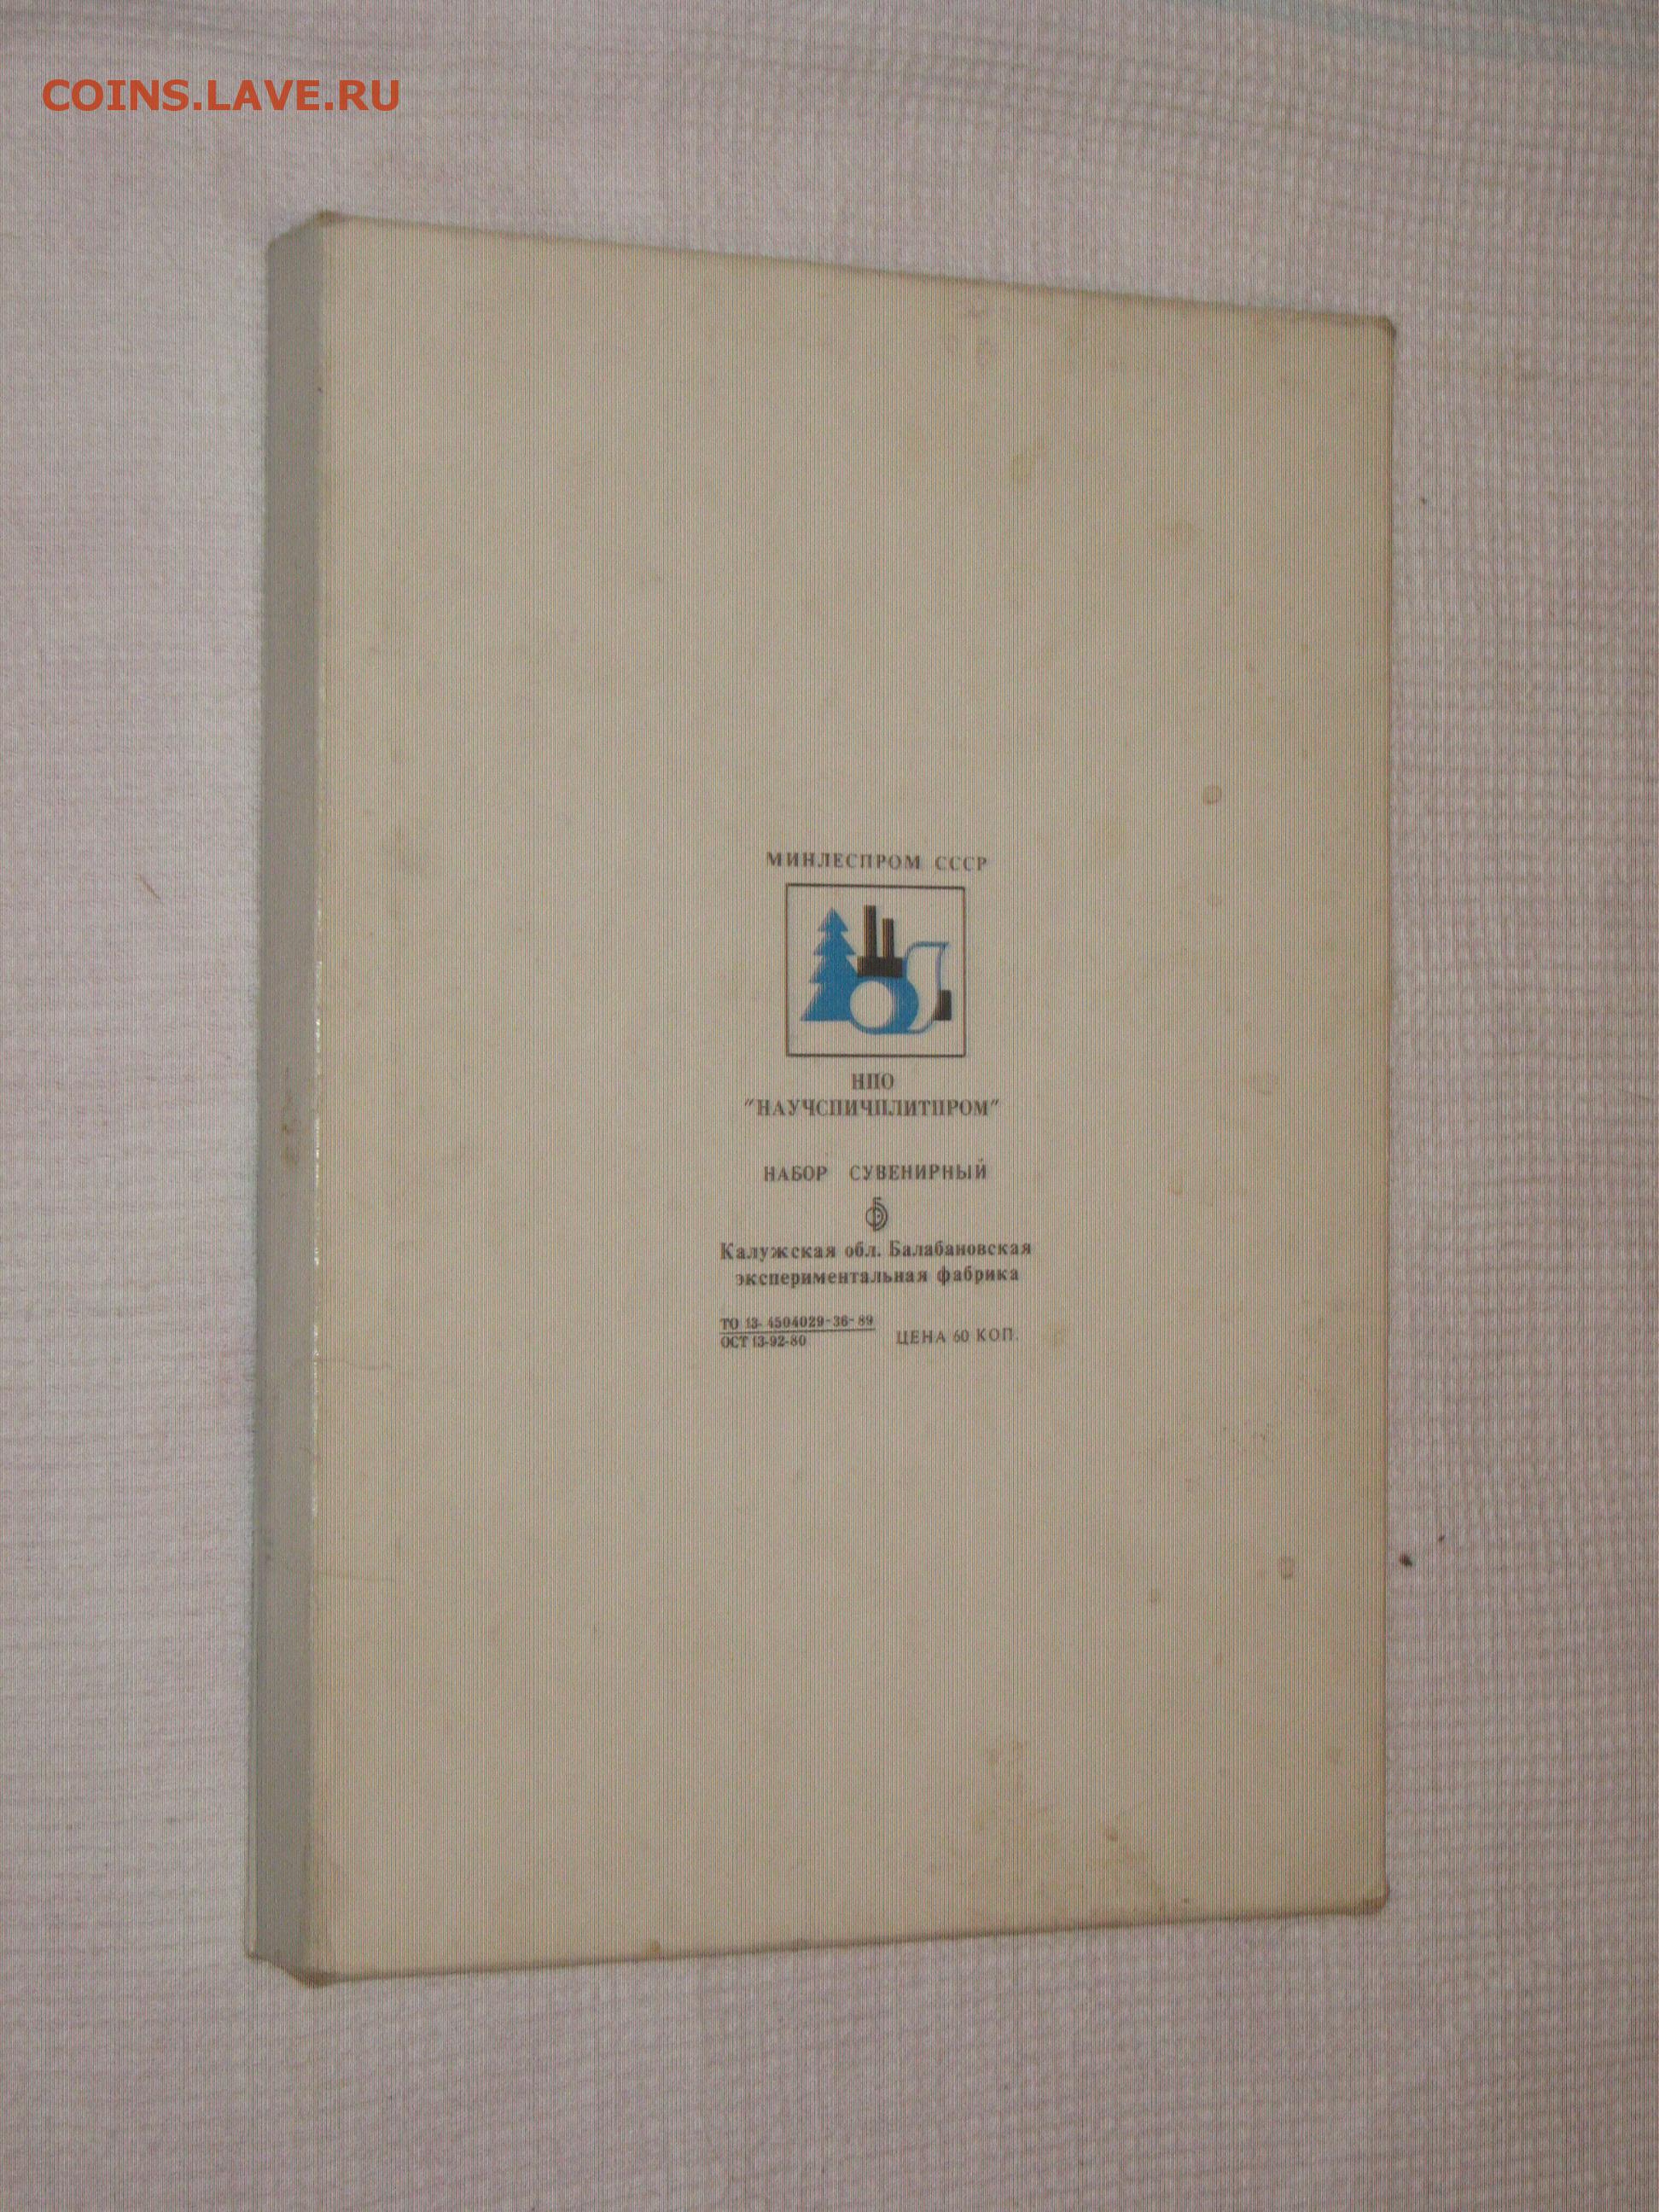 COINS.LAVE.RU
МИНЛЕСПРОМ СССР
НПО
"НАУЧСПИЧПЛИТПРОМ"
НАБОР СУВЕНИРНЫЙ
Калужская обл. Балабановская
экспериментальная фабрика
ТО 13-4504029-36-89
ОСТ 13-92-80
ЦЕНА 60 КОП.